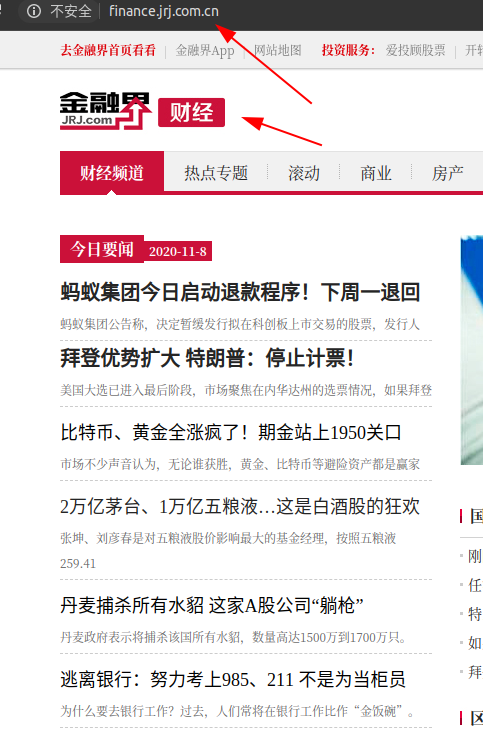 不安全 finance.jrj.com.cn
去金融界首页看看 金融界App 网站地图 投资服务： 爱投顾股票 开
金融界 财经
JRJ.com
财经频道 热点专题 滚动 商业 房产
今日要闻 2020-11-8
蚂蚁集团今日启动退款程序！下周一退回
蚂蚁集团公告称，决定暂缓发行拟在科创板上市交易的股票，发行人
拜登优势扩大 特朗普：停止计票！
美国大选已进入最后阶段，市场聚焦在内华达州的选票情况，如果拜登
比特币、黄金全涨疯了！期金站上1950关口
市场不少声音认为，无论谁获胜，黄金、比特币等避险资产都是赢家
2万亿茅台、1万亿五粮液…这是白酒股的狂欢
张坤、刘彦春是对五粮液股价影响最大的基金经理，按照五粮液
259.41
丹麦捕杀所有水貂 这家A股公司“躺枪”
丹麦政府表示将捕杀该国所有水貂，数量高达1500万到1700万只。
逃离银行：努力考上985、211 不是为当柜员
为什么要去银行工作？过去，人们常将在银行工作比作“金饭碗”。
国
刚
任
特
如
拜
区